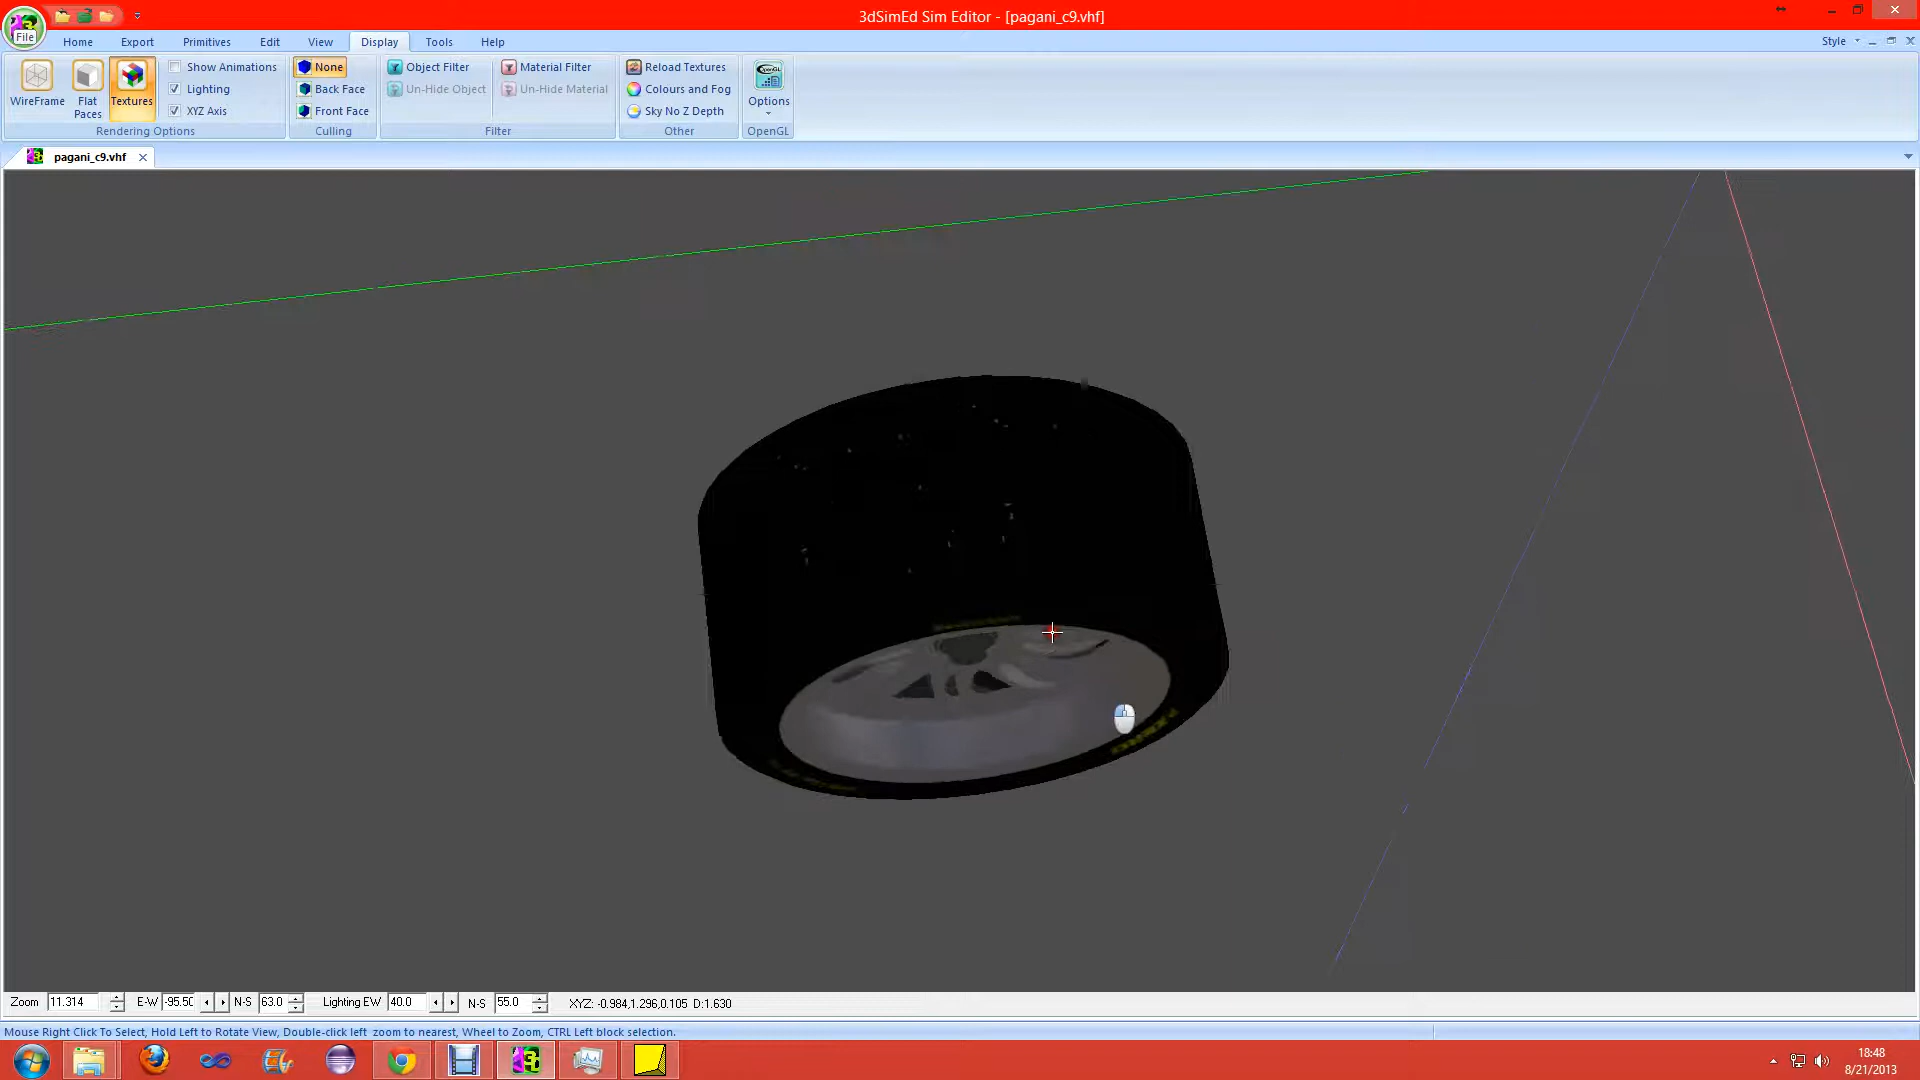 3dSimEd Sim Editor - [pagani_c9.vhf]
File
Home Export Primitives Edit View Display Tools Help Style
Show Animations None Object Filter Material Filter Reload Textures
Lighting Back Face Un-Hide Object Un-Hide Material Colours and Fog
WireFrame Flat Paces Textures XYZ Axis Front Face Sky No Z Depth Options
Rendering Options Culling Filter Other OpenGL
pagani_c9.vhf
Zoom 11.314 E-W -95.50 N-S 63.0 Lighting EW 40.0 N-S 55.0 XYZ: -0.984,1.296,0.105 D:1.630
Mouse Right Click To Select, Hold Left to Rotate View, Double-click left zoom to nearest, Wheel to Zoom, CTRL Left block selection.
18:48
8/21/2013